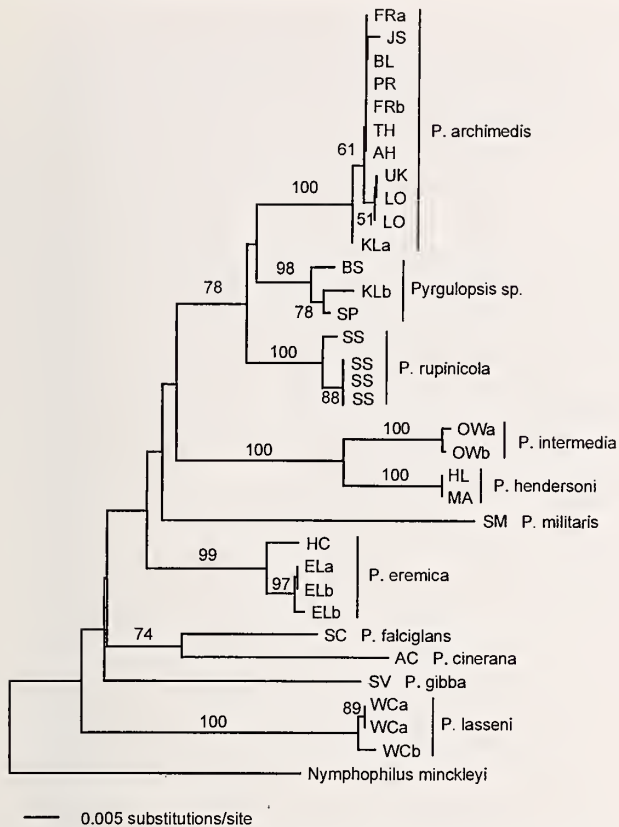 FRa
JS
BL
PR
FRb
TH
P. archimedis
61
AH
UK
100
LO
51
LO
KLa
98
BS
78
KLb
Pyrgulopsis sp.
78
SP
SS
100
SS
P. rupinicola
SS
88
SS
100
OWa
P. intermedia
OWb
100
100
HL
P. hendersoni
MA
SM P. militaris
99
HC
ELa
P. eremica
97
ELb
ELb
74
SC P. falciglans
AC P. cinerana
SV P. gibba
89
WCa
100
WCa
P. lasseni
WCb
Nymphophilus minckleyi
0.005 substitutions/site